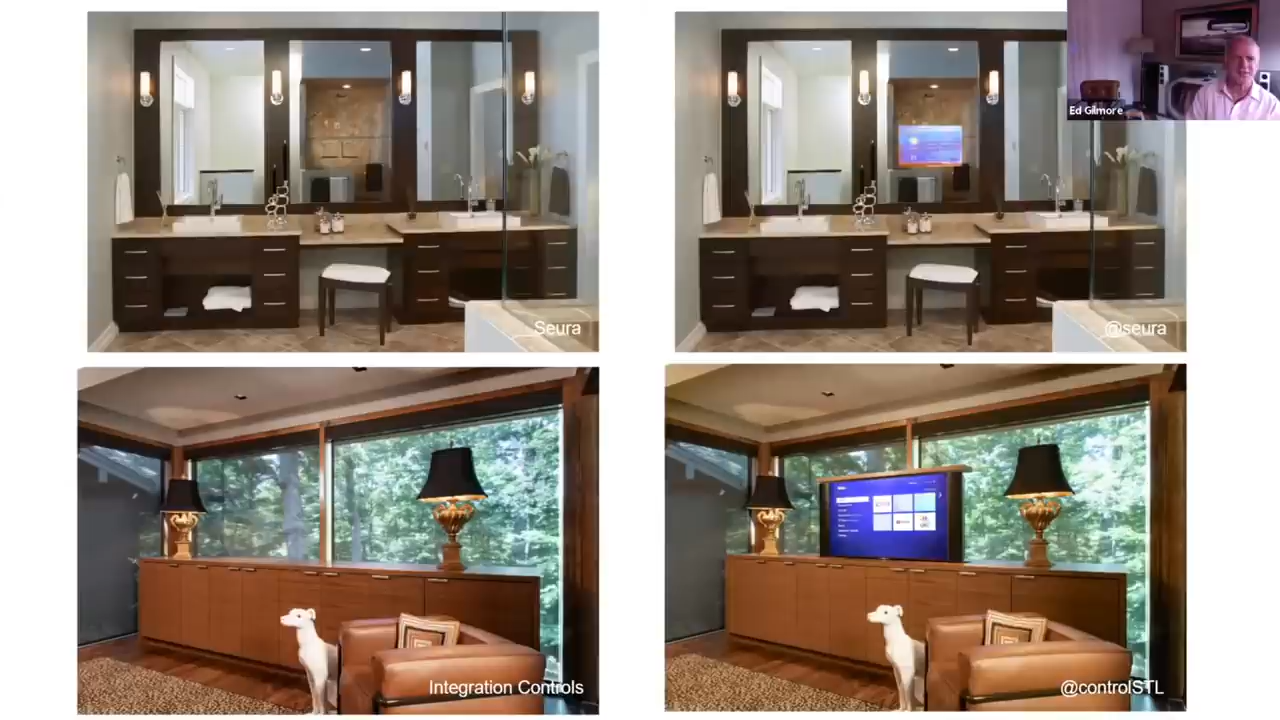 Ed Gilmore
Seura
@seura
Integration Controls
@controlSTL